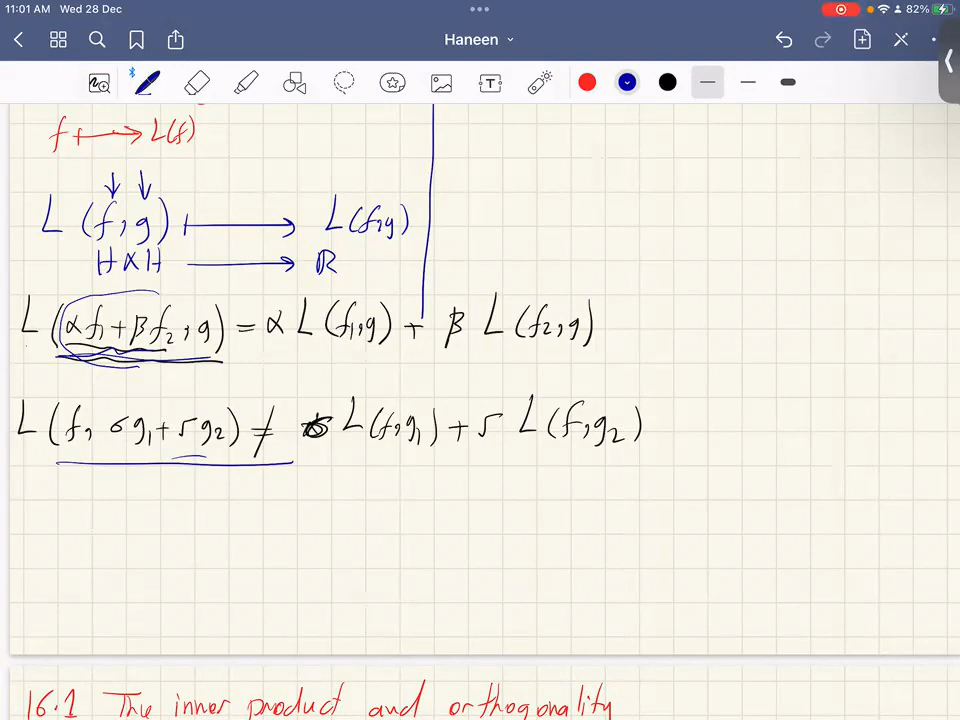 11:01 AM Wed 28 Dec
82%
Haneen
f ↦ L(f)
L (f, g) ↦ L(f,g)
H × H → ℝ
L(αf₁+βf₂, g) = α L(f₁,g) + β L(f₂,g)
L(f, σg₁+5g₂) ≠ σ L(f,g₁) + 5 L(f,g₂)
16.1 The inner product and orthogonality